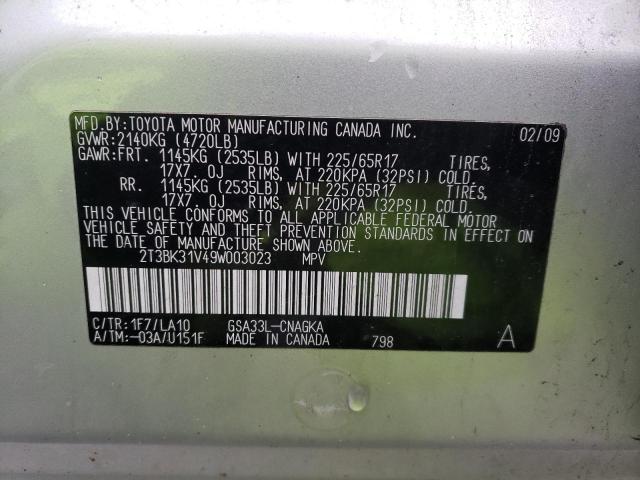 MFD. BY: TOYOTA MOTOR MANUFACTURING CANADA INC. 02/09
GVWR: 2140KG (4720LB)
GAWR: FRT. 1145KG (2535LB) WITH 225/65R17 TIRES,
17X7. 0J RIMS, AT 220KPA (32PSI) COLD.
RR. 1145KG (2535LB) WITH 225/65R17 TIRES,
17X7. 0J RIMS, AT 220KPA (32PSI) COLD.
THIS VEHICLE CONFORMS TO ALL APPLICABLE FEDERAL MOTOR
VEHICLE SAFETY AND THEFT PREVENTION STANDARDS IN EFFECT ON
THE DATE OF MANUFACTURE SHOWN ABOVE.
2T3BK31V49W003023 MPV
C/TR: 1F7/LA10 GSA33L-CNAGKA
A/TM: -03A/U151F MADE IN CANADA 798 A